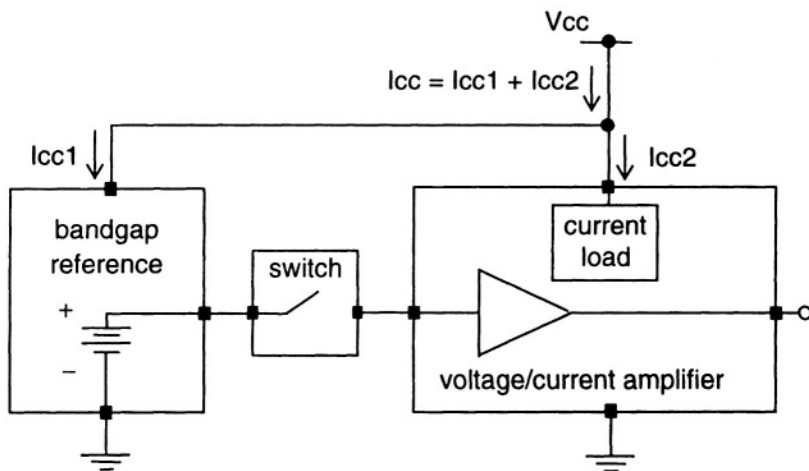 Vcc
Icc = Icc1 + Icc2
Icc1
Icc2
bandgap
reference
+
−
switch
current
load
voltage/current amplifier